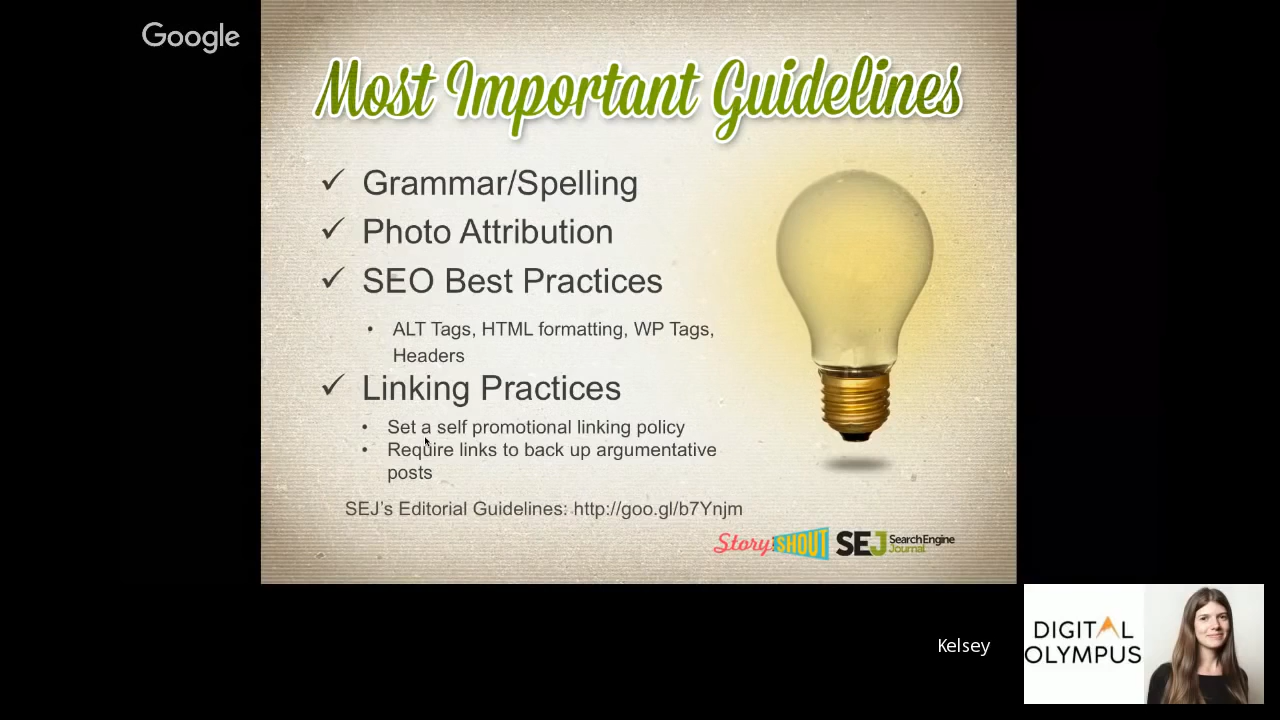 Google
Most Important Guidelines
✓ Grammar/Spelling
✓ Photo Attribution
✓ SEO Best Practices
• ALT Tags, HTML formatting, WP Tags,
Headers
✓ Linking Practices
• Set a self promotional linking policy
• Require links to back up argumentative
posts
SEJ's Editorial Guidelines: http://goo.gl/b7Ynjm
Story SHOUT SEJ Search Engine
Journal
Kelsey
DIGITAL
OLYMPUS